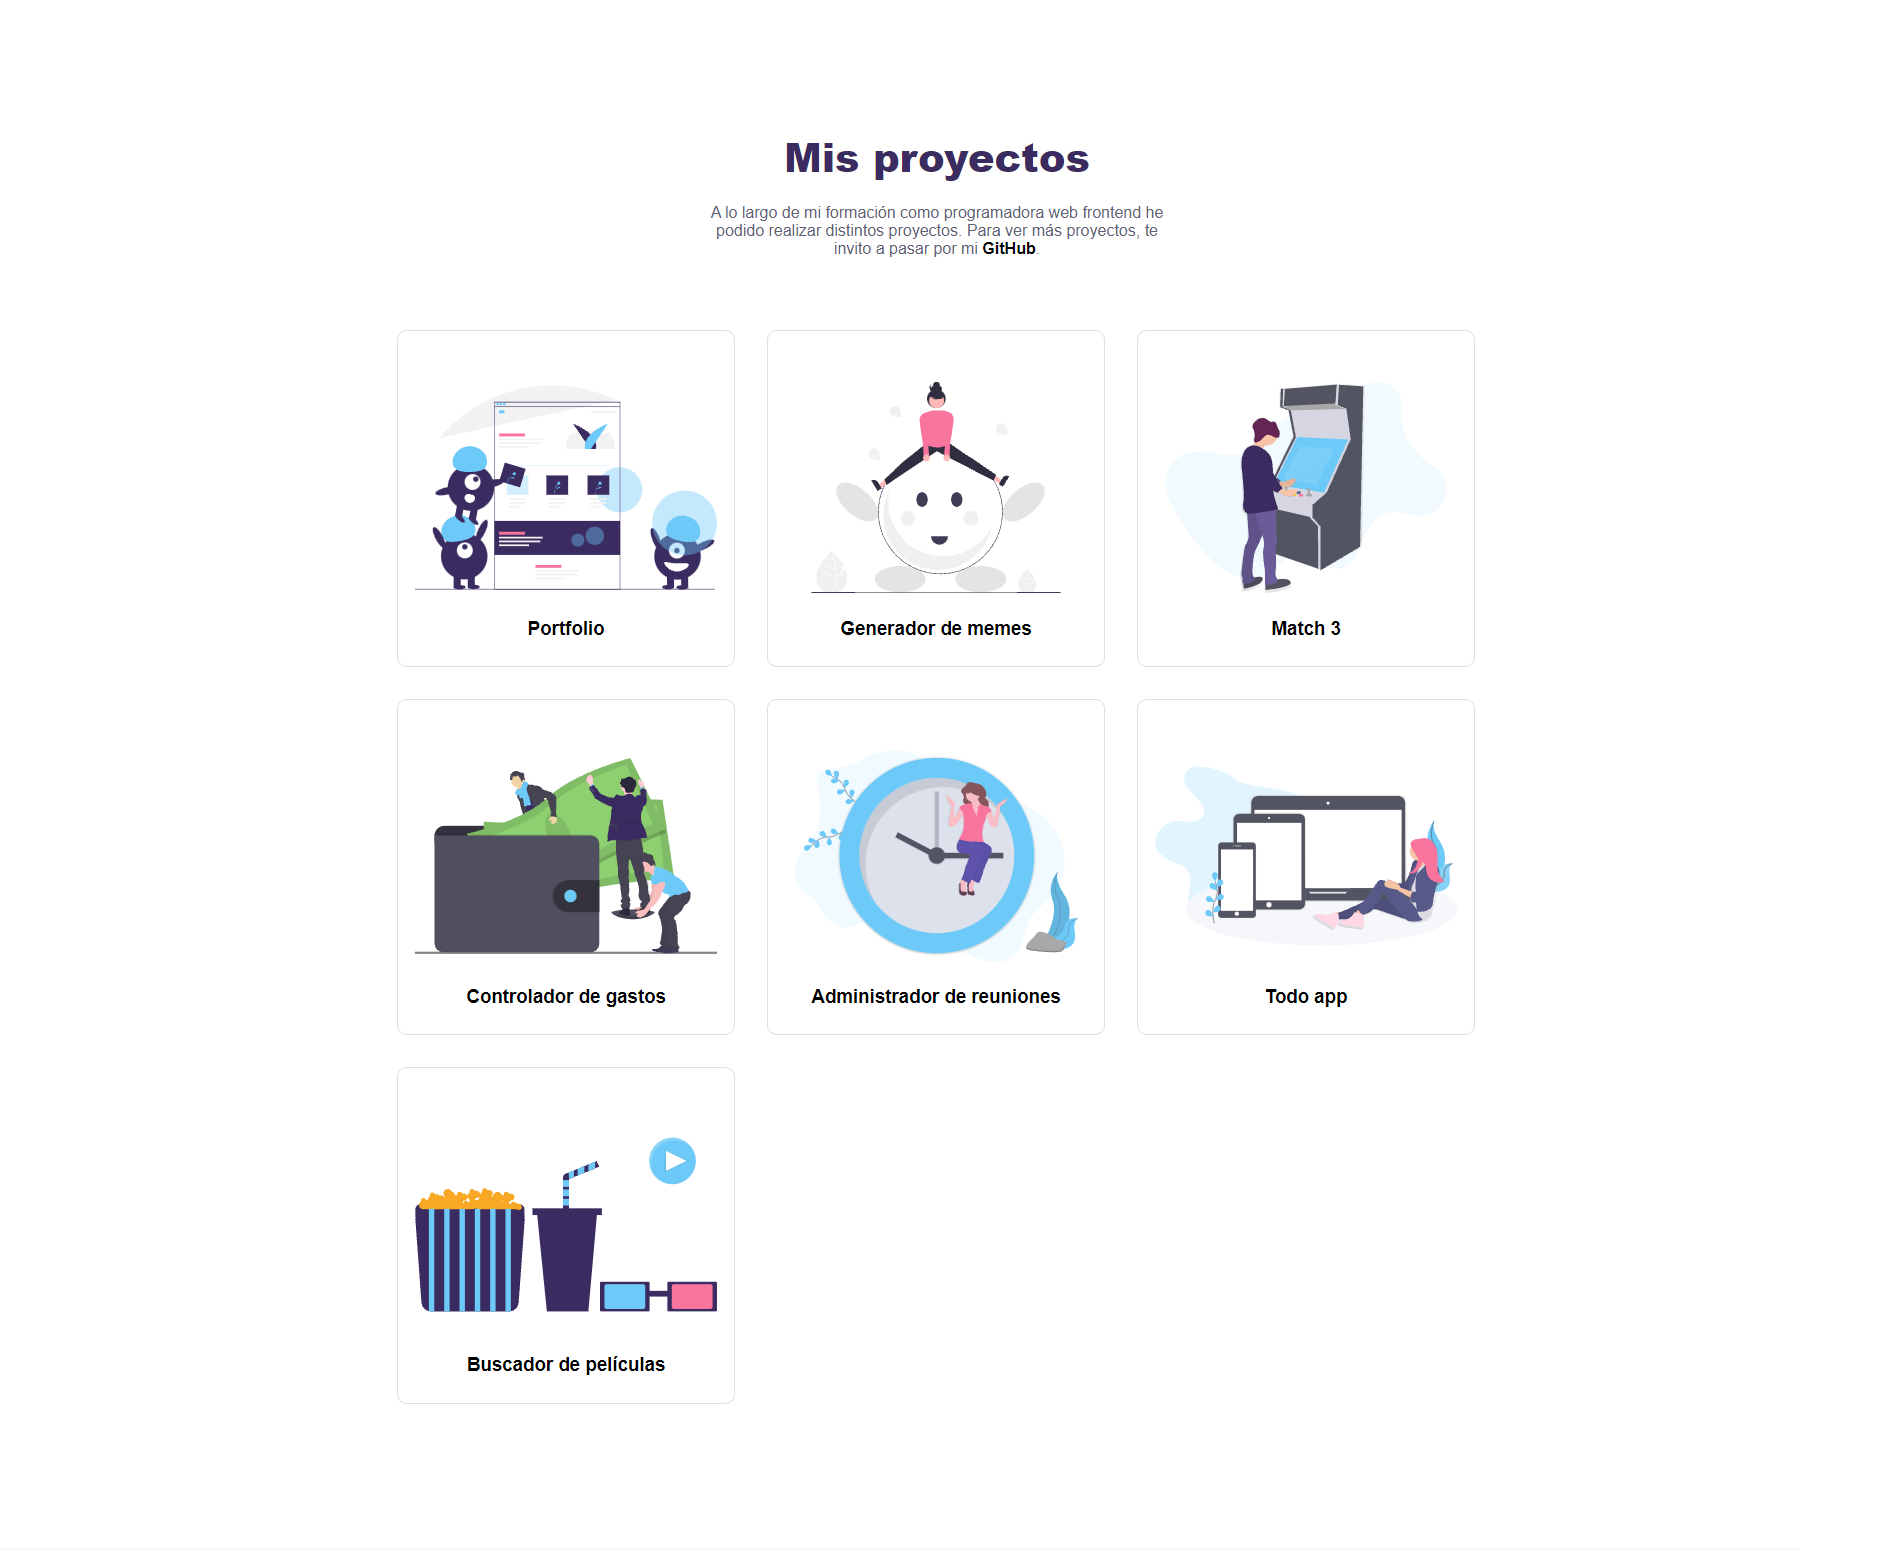 Mis proyectos
A lo largo de mi formación como programadora web frontend he
podido realizar distintos proyectos. Para ver más proyectos, te
invito a pasar por mi GitHub.
Portfolio
Generador de memes
Match 3
Controlador de gastos
Administrador de reuniones
Todo app
Buscador de películas